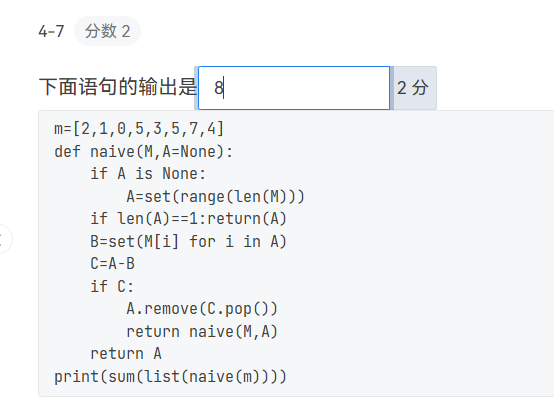 4-7 分数 2
下面语句的输出是 8 2 分
m=[2,1,0,5,3,5,7,4]
def naive(M,A=None):
    if A is None:
        A=set(range(len(M)))
    if len(A)==1:return(A)
    B=set(M[i] for i in A)
    C=A-B
    if C:
        A.remove(C.pop())
        return naive(M,A)
    return A
print(sum(list(naive(m))))